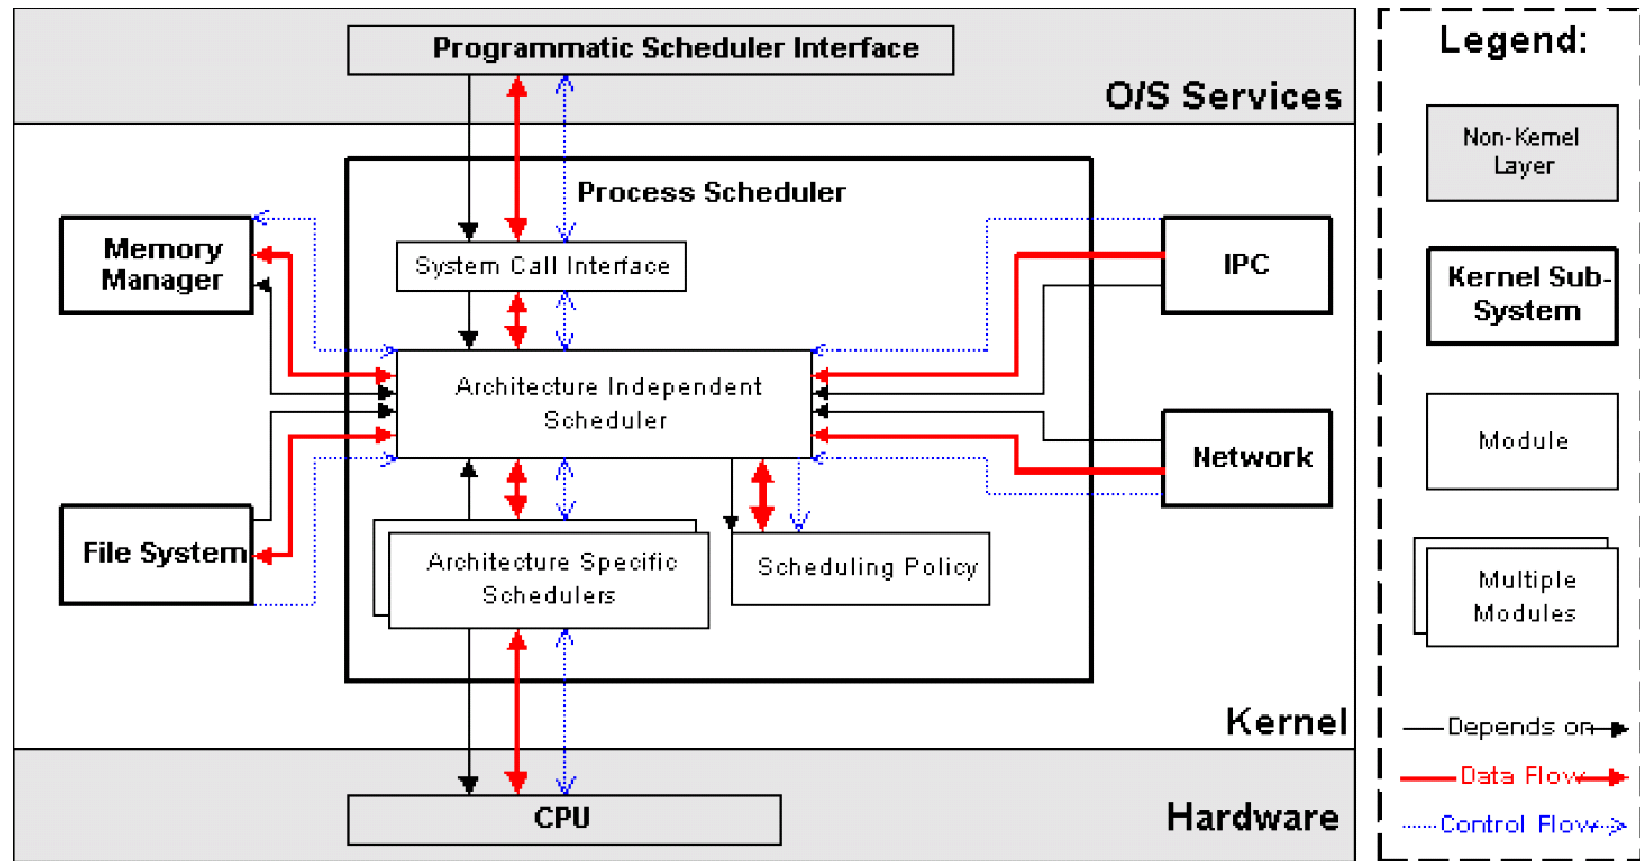 Programmatic Scheduler Interface
O/S Services
Process Scheduler
Memory
Manager
System Call Interface
IPC
Architecture Independent
Scheduler
Network
File System
Architecture Specific
Schedulers
Scheduling Policy
Kernel
CPU
Hardware
Legend:
Non-Kernel
Layer
Kernel Sub-
System
Module
Multiple
Modules
Depends on
Data Flow
Control Flow